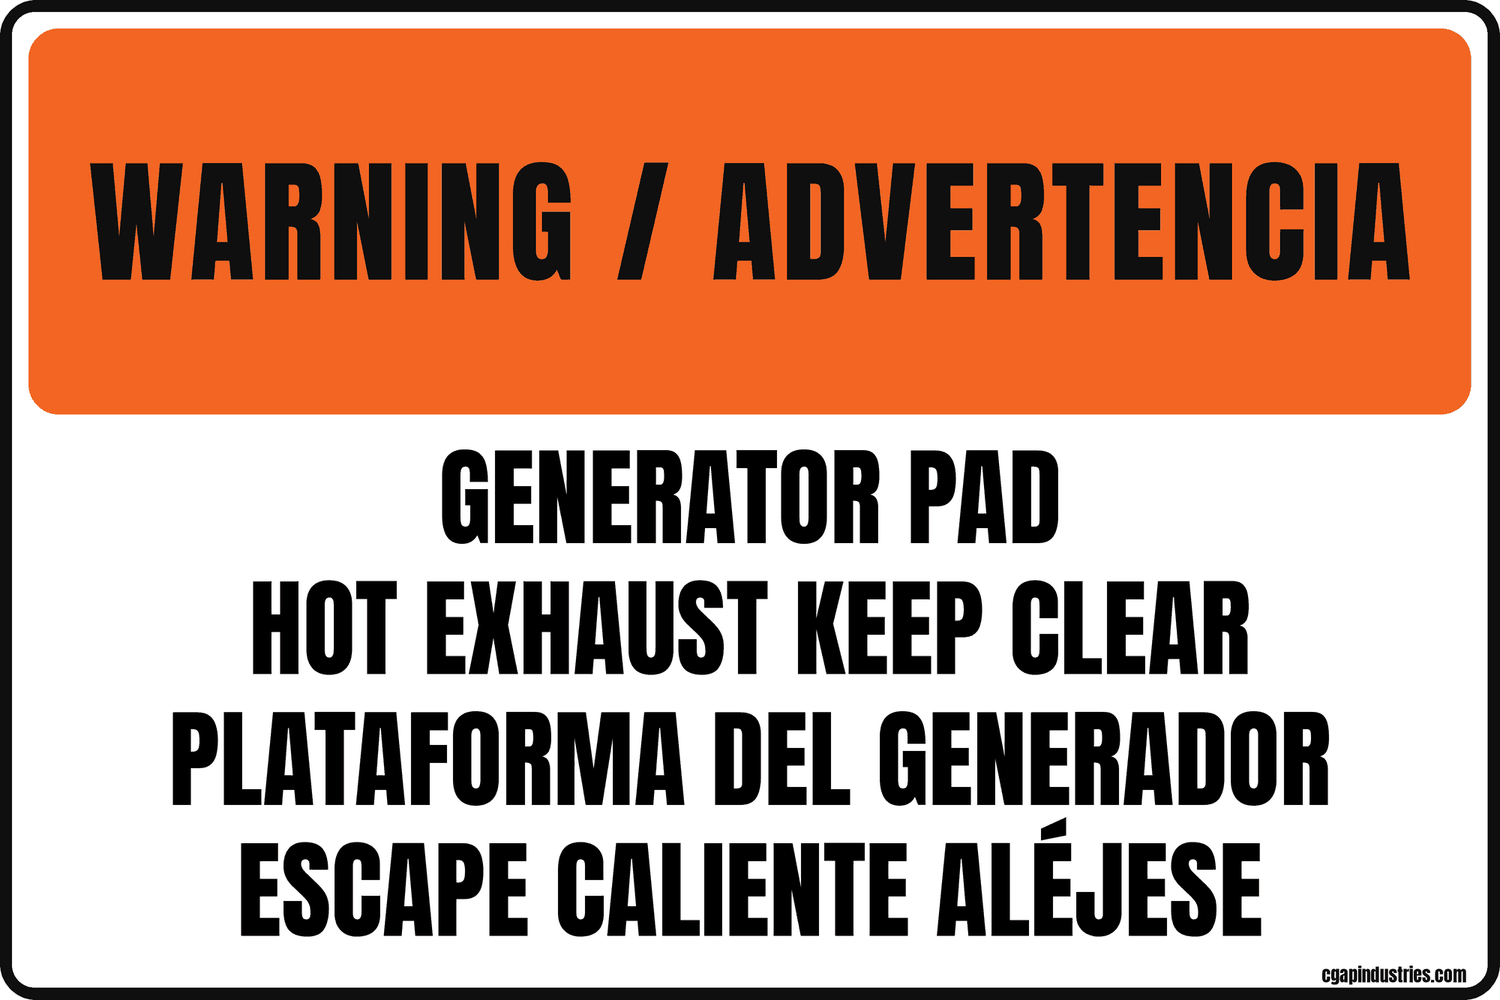 WARNING / ADVERTENCIA
GENERATOR PAD
HOT EXHAUST KEEP CLEAR
PLATAFORMA DEL GENERADOR
ESCAPE CALIENTE ALÉJESE
cgapindustries.com